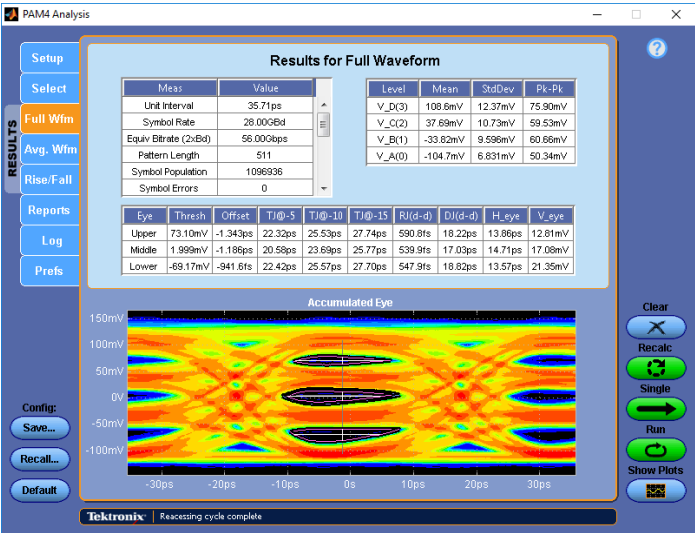 PAM4 Analysis
Setup
Select
Full Wfm
Avg. Wfm
Rise/Fall
Reports
Log
Prefs
RESULTS
Config:
Save...
Recall...
Default
Results for Full Waveform
Meas Value
Unit Interval 35.71ps
Symbol Rate 28.00GBd
Equiv Bitrate (2xBd) 56.00Gbps
Pattern Length 511
Symbol Population 1096936
Symbol Errors 0
Level Mean StdDev Pk-Pk
V_D(3) 108.6mV 12.37mV 75.90mV
V_C(2) 37.69mV 10.73mV 59.53mV
V_B(1) -33.82mV 9.596mV 60.66mV
V_A(0) -104.7mV 6.831mV 50.34mV
Eye Thresh Offset TJ@-5 TJ@-10 TJ@-15 RJ(d-d) DJ(d-d) H_eye V_eye
Upper 73.10mV -1.343ps 22.32ps 25.53ps 27.74ps 590.8fs 18.22ps 13.86ps 12.81mV
Middle 1.999mV -1.186ps 20.58ps 23.69ps 25.77ps 539.9fs 17.03ps 14.71ps 17.08mV
Lower -69.17mV -941.6fs 22.42ps 25.57ps 27.70ps 547.9fs 18.82ps 13.57ps 21.35mV
Accumulated Eye
150mV
100mV
50mV
0V
-50mV
-100mV
-30ps -20ps -10ps 0s 10ps 20ps 30ps
Tektronix Reacessing cycle complete
?
Clear
Recalc
Single
Run
Show Plots